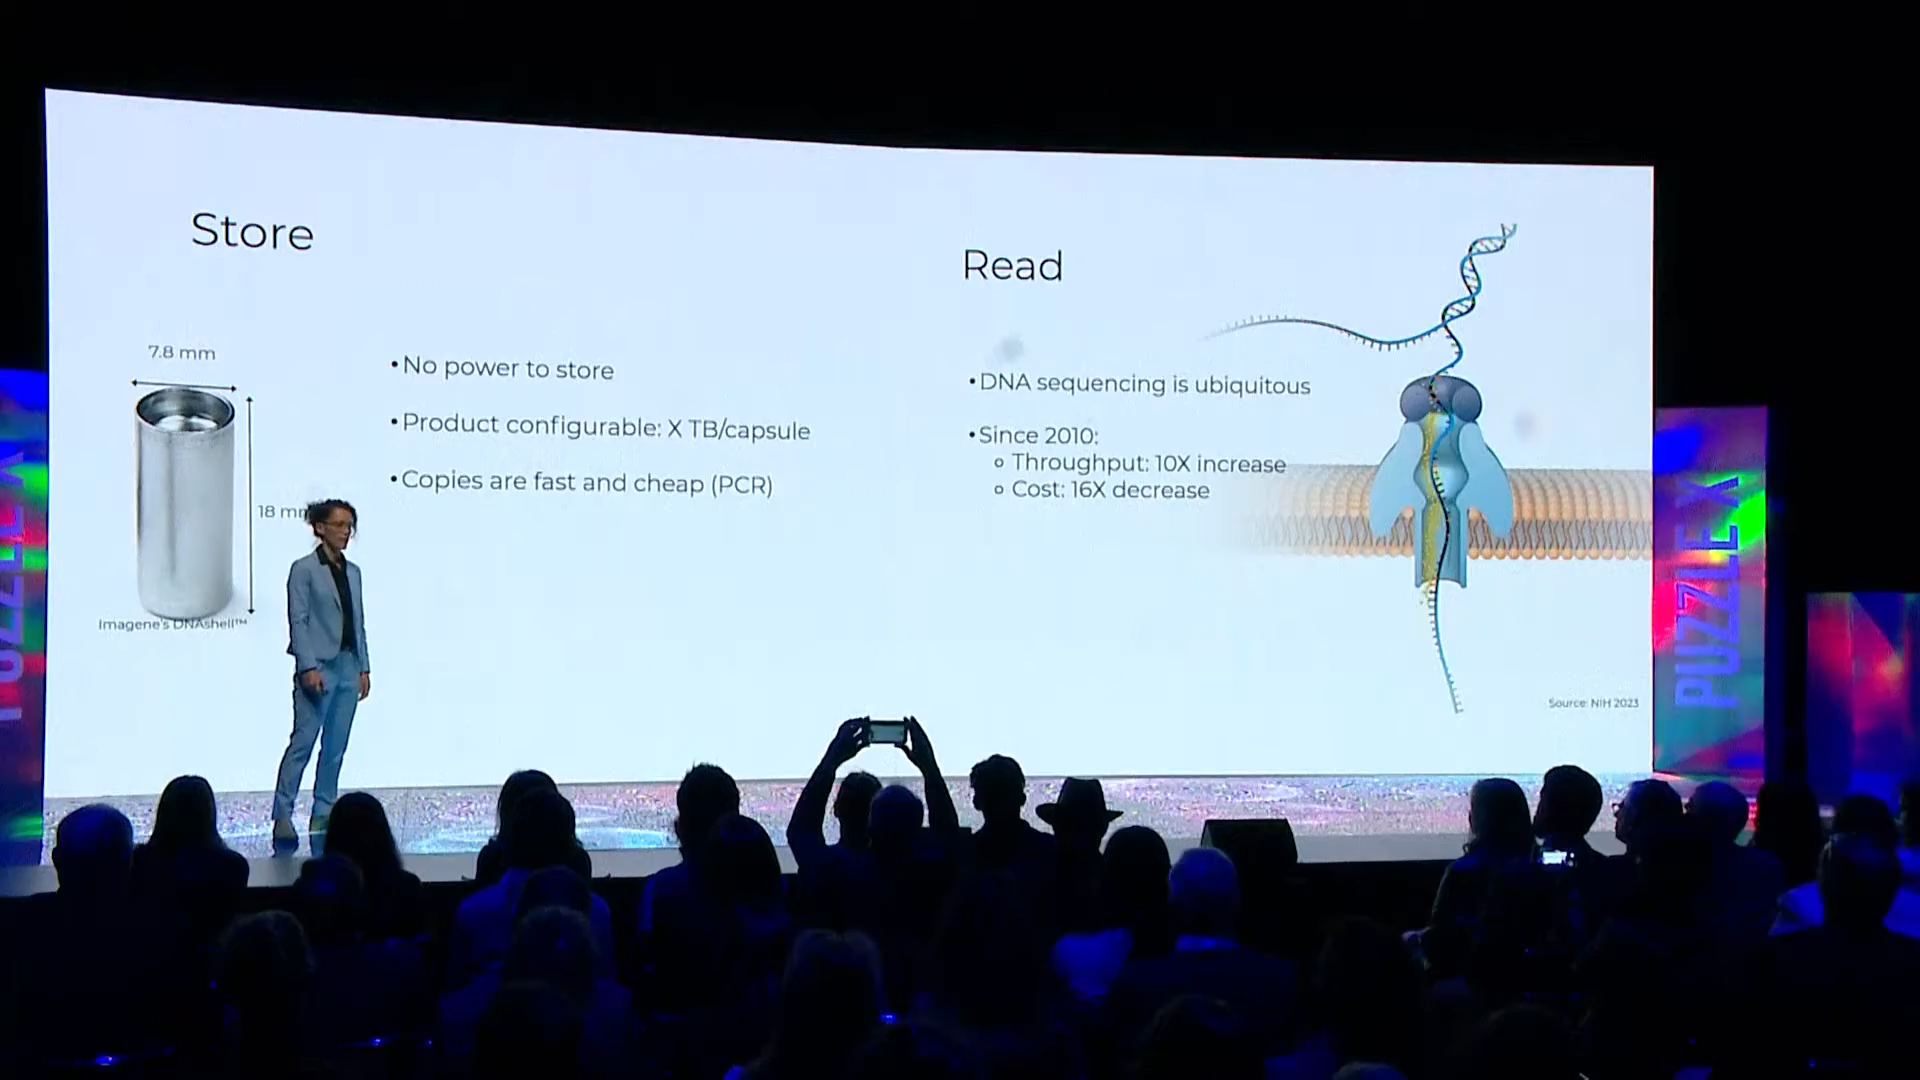 Store
7.8 mm
18 mm
Imagene's DNAshell™
•No power to store
•Product configurable: X TB/capsule
•Copies are fast and cheap (PCR)
Read
•DNA sequencing is ubiquitous
•Since 2010:
o Throughput: 10X increase
o Cost: 16X decrease
Source: NIH 2023
PUZZLE X
PUZZLE X